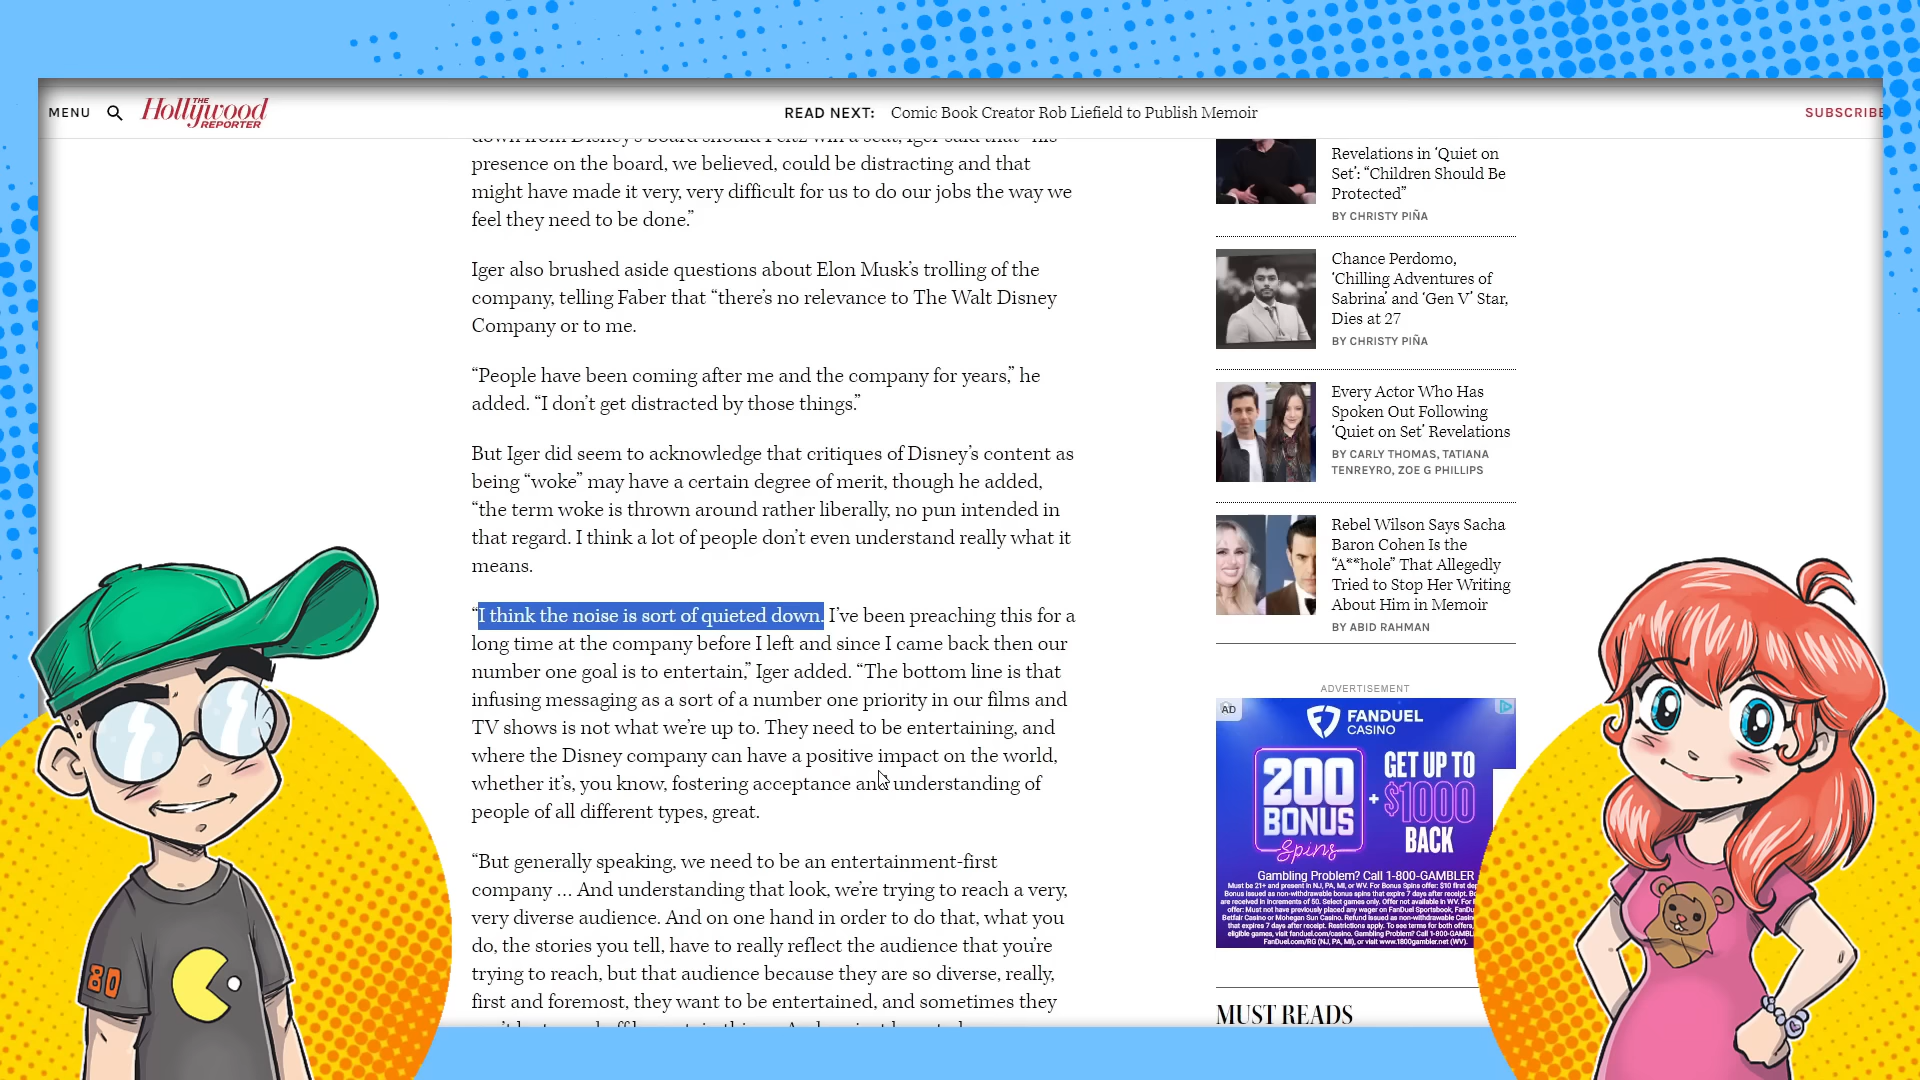 MENU
THE
Hollywood
REPORTER
READ NEXT: Comic Book Creator Rob Liefield to Publish Memoir
SUBSCRIBE
presence on the board, we believed, could be distracting and that
might have made it very, very difficult for us to do our jobs the way we
feel they need to be done.”
Iger also brushed aside questions about Elon Musk’s trolling of the
company, telling Faber that “there’s no relevance to The Walt Disney
Company or to me.
“People have been coming after me and the company for years,” he
added. “I don’t get distracted by those things.”
But Iger did seem to acknowledge that critiques of Disney’s content as
being “woke” may have a certain degree of merit, though he added,
“the term woke is thrown around rather liberally, no pun intended in
that regard. I think a lot of people don’t even understand really what it
means.
“I think the noise is sort of quieted down. I’ve been preaching this for a
long time at the company before I left and since I came back then our
number one goal is to entertain,” Iger added. “The bottom line is that
infusing messaging as a sort of a number one priority in our films and
TV shows is not what we’re up to. They need to be entertaining, and
where the Disney company can have a positive impact on the world,
whether it’s, you know, fostering acceptance and understanding of
people of all different types, great.
“But generally speaking, we need to be an entertainment-first
company … And understanding that look, we’re trying to reach a very,
very diverse audience. And on one hand in order to do that, what you
do, the stories you tell, have to really reflect the audience that you’re
trying to reach, but that audience because they are so diverse, really,
first and foremost, they want to be entertained, and sometimes they
Revelations in ‘Quiet on
Set’: “Children Should Be
Protected”
BY CHRISTY PIÑA
Chance Perdomo,
‘Chilling Adventures of
Sabrina’ and ‘Gen V’ Star,
Dies at 27
BY CHRISTY PIÑA
Every Actor Who Has
Spoken Out Following
‘Quiet on Set’ Revelations
BY CARLY THOMAS, TATIANA
TENREYRO, ZOE G PHILLIPS
Rebel Wilson Says Sacha
Baron Cohen Is the
“A**hole” That Allegedly
Tried to Stop Her Writing
About Him in Memoir
BY ABID RAHMAN
ADVERTISEMENT
AD
FANDUEL
CASINO
200
BONUS
Spins
+
GET UP TO
$1000
BACK
Gambling Problem? Call 1-800-GAMBLER
MUST READS
80